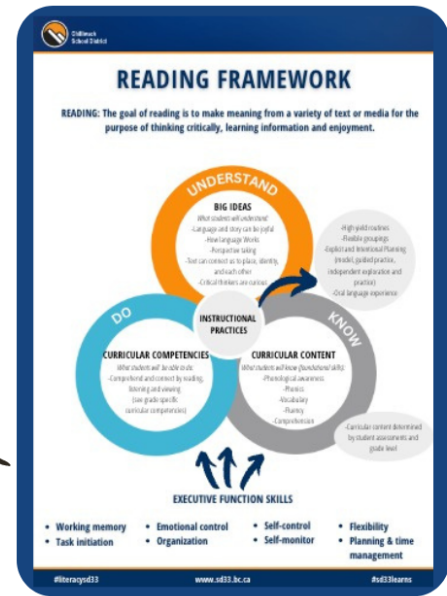 Chilliwack
School District
READING FRAMEWORK
READING: The goal of reading is to make meaning from a variety of text or media for the
purpose of thinking critically, learning information and enjoyment.
UNDERSTAND
BIG IDEAS
What students will understand
-Language and story can be joyful
-How Language Works
-Perspective taking
-Text can connect us to place, identity,
and each other
-Critical thinkers are curious
-High-yield routines
-Flexible groupings
-Explicit and Intentional Planning
(model, guided practice,
independent exploration and
practice)
-Oral language experience
DO
INSTRUCTIONAL
PRACTICES
KNOW
CURRICULAR COMPETENCIES
What students will be able to do:
-Comprehend and connect by reading,
listening and viewing
(see grade specific
curricular competencies)
CURRICULAR CONTENT
What students will know (foundational skills):
-Phonological awareness
-Phonics
-Vocabulary
-Fluency
-Comprehension
-Curricular content determined
by student assessments and
grade level
EXECUTIVE FUNCTION SKILLS
• Working memory
• Task initiation
• Emotional control
• Organization
• Self-control
• Self-monitor
• Flexibility
• Planning & time
management
#literacysd33
www.sd33.bc.ca
#sd33learns